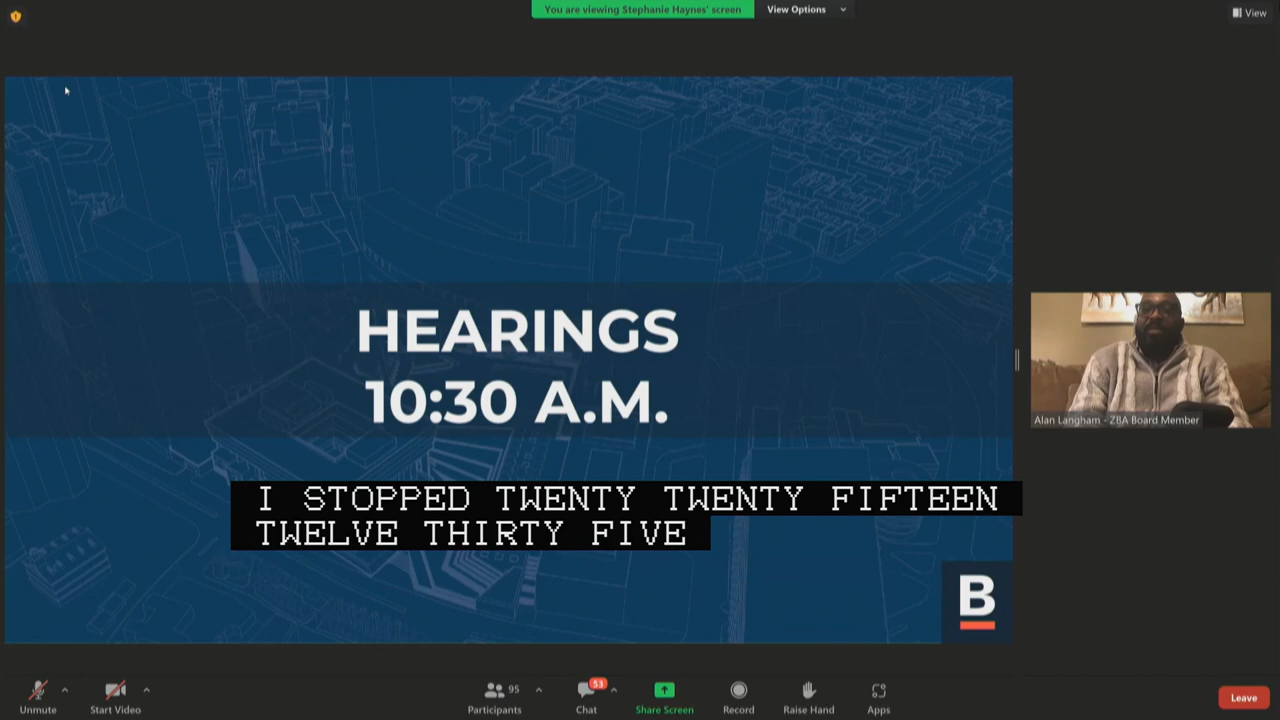 You are viewing Stephanie Haynes' screen
View Options
View
HEARINGS
10:30 A.M.
I STOPPED TWENTY TWENTY FIFTEEN
TWELVE THIRTY FIVE
B
Alan Langham - ZBA Board Member
Unmute
Start Video
95
Participants
53
Chat
Share Screen
Record
Raise Hand
Apps
Leave